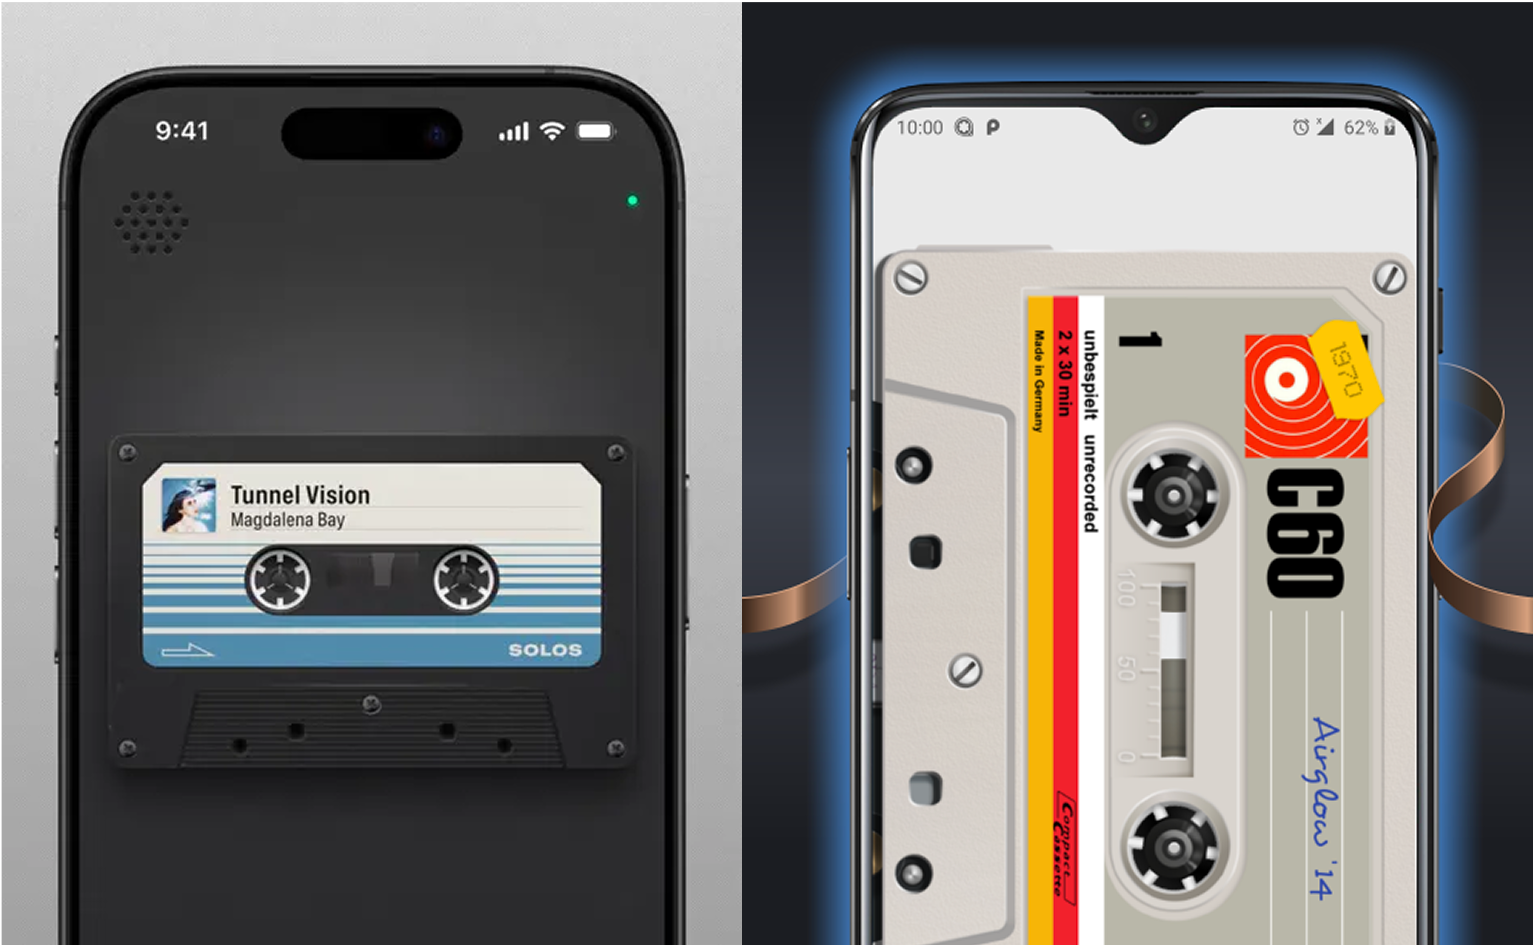 9:41
Tunnel Vision
Magdalena Bay
SOLOS
10:00
62%
1970
1
C60
unbespielt unrecorded
2 x 30 min
Made in Germany
100
50
0
Compact
Cassette
Airglow '14